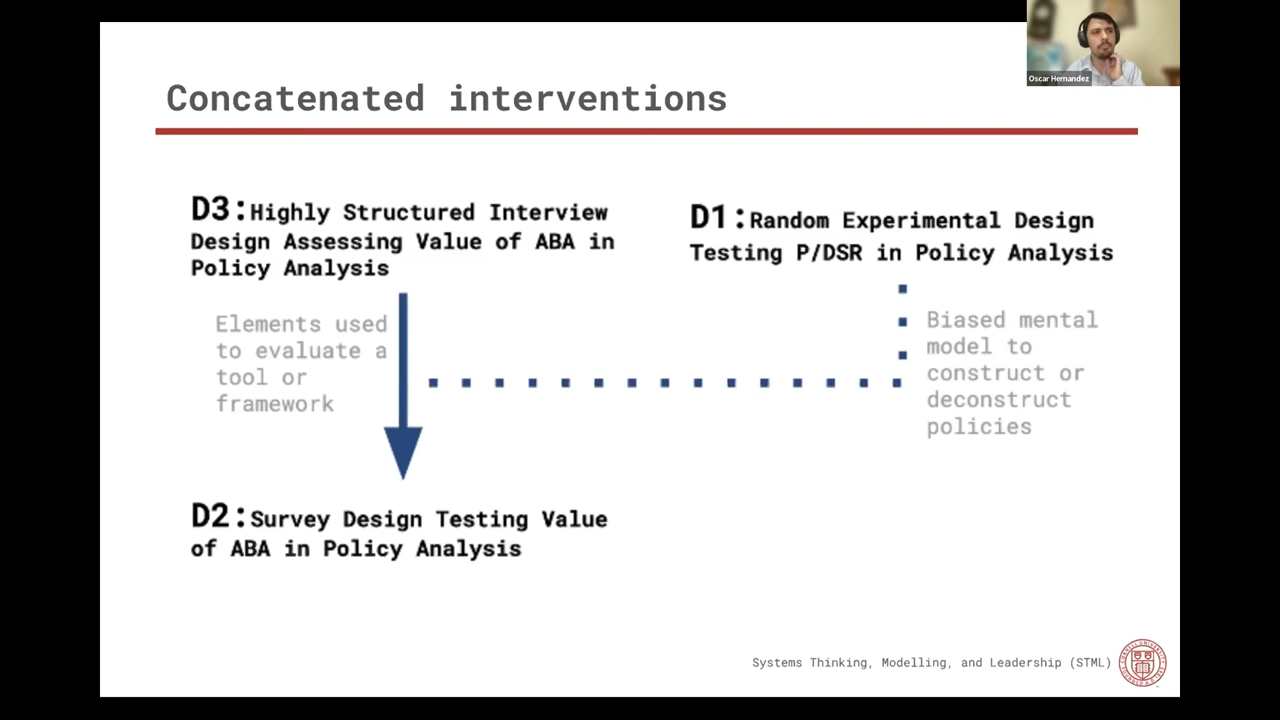 Oscar Hernandez
Concatenated interventions
D3:Highly Structured Interview
Design Assessing Value of ABA in
Policy Analysis
Elements used
to evaluate a
tool or
framework
D1:Random Experimental Design
Testing P/DSR in Policy Analysis
Biased mental
model to
construct or
deconstruct
policies
D2:Survey Design Testing Value
of ABA in Policy Analysis
Systems Thinking, Modelling, and Leadership (STML)